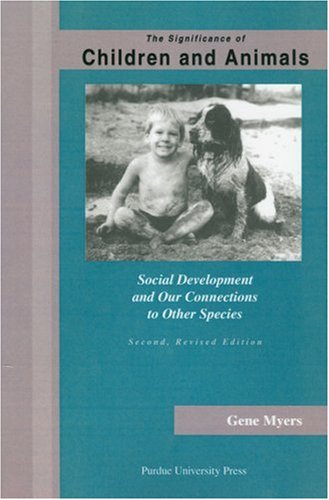 The Significance of
Children and Animals
Social Development
and Our Connections
to Other Species
Second, Revised Edition
Gene Myers
Purdue University Press